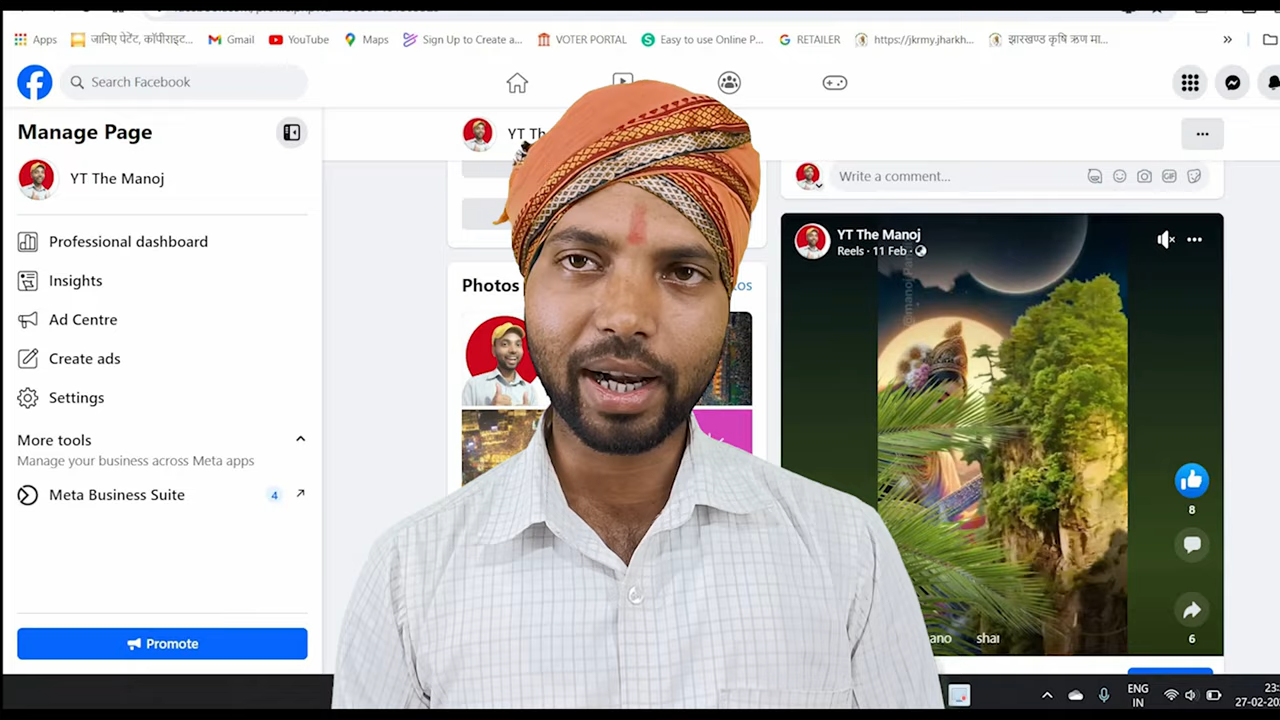 Apps
जानिए पेटेंट, कॉपीराइट...
Gmail
YouTube
Maps
Sign Up to Create a...
VOTER PORTAL
Easy to use Online P...
RETAILER
https://jkrmy.jharkh...
झारखण्ड कृषि ऋण मा...
»
Search Facebook
Manage Page
YT The Manoj
Professional dashboard
Insights
Ad Centre
Create ads
Settings
More tools
Manage your business across Meta apps
Meta Business Suite
4
Promote
YT Th
Photos
Write a comment...
GIF
YT The Manoj
Reels · 11 Feb ·
8
6
ENG
IN